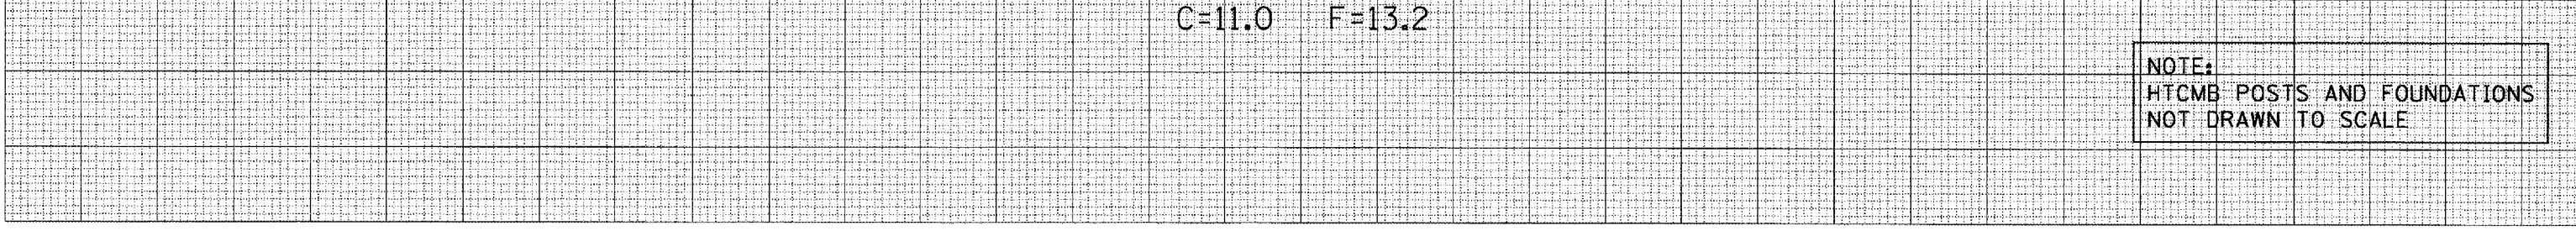 C=11.0 F=13.2
NOTE:
HTCMB POSTS AND FOUNDATIONS
NOT DRAWN TO SCALE